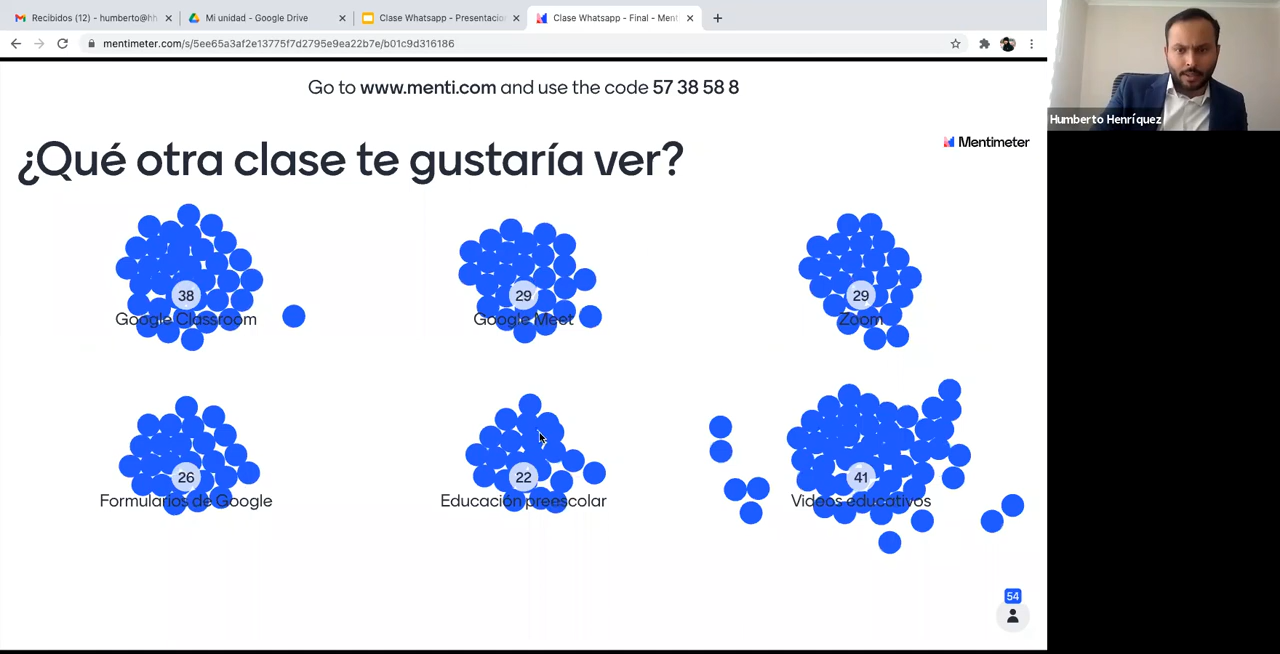 Recibidos (12) - humberto@hh
Mi unidad - Google Drive
Clase Whatsapp - Presentacio
Clase Whatsapp - Final - Ment
mentimeter.com/s/5ee65a3af2e13775f7d2795e9ea22b7e/b01c9d316186
Go to www.menti.com and use the code 57 38 58 8
Humberto Henríquez
Mentimeter
¿Qué otra clase te gustaría ver?
38
29
29
Google Classroom
Google Meet
Zoom
26
22
41
Formularios de Google
Educación preescolar
Videos educativos
54